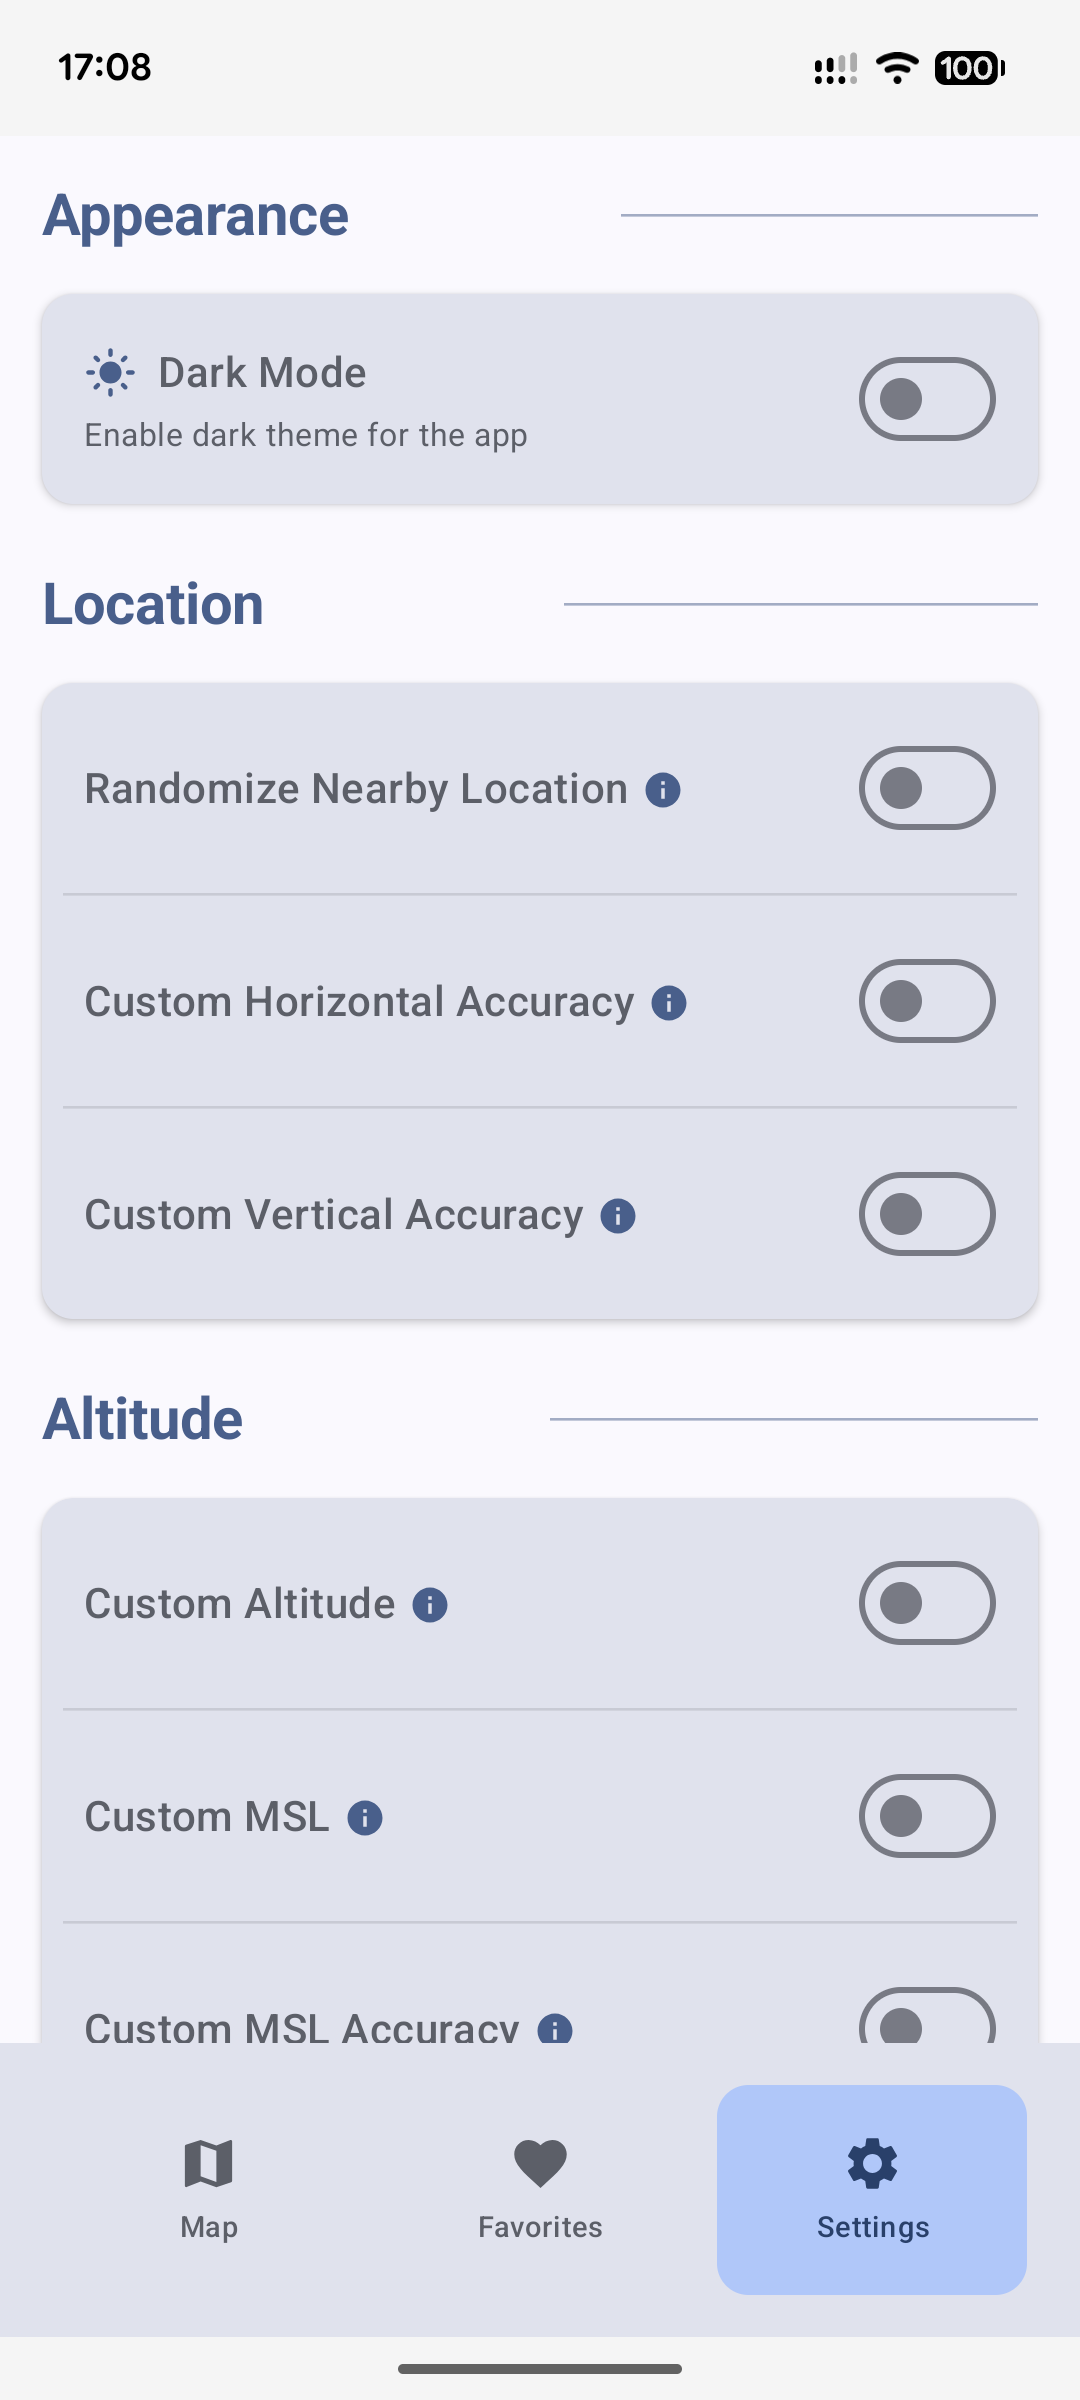 17:08
100
Appearance
Dark Mode
Enable dark theme for the app
Location
Randomize Nearby Location
Custom Horizontal Accuracy
Custom Vertical Accuracy
Altitude
Custom Altitude
Custom MSL
Custom MSL Accuracy
Map
Favorites
Settings